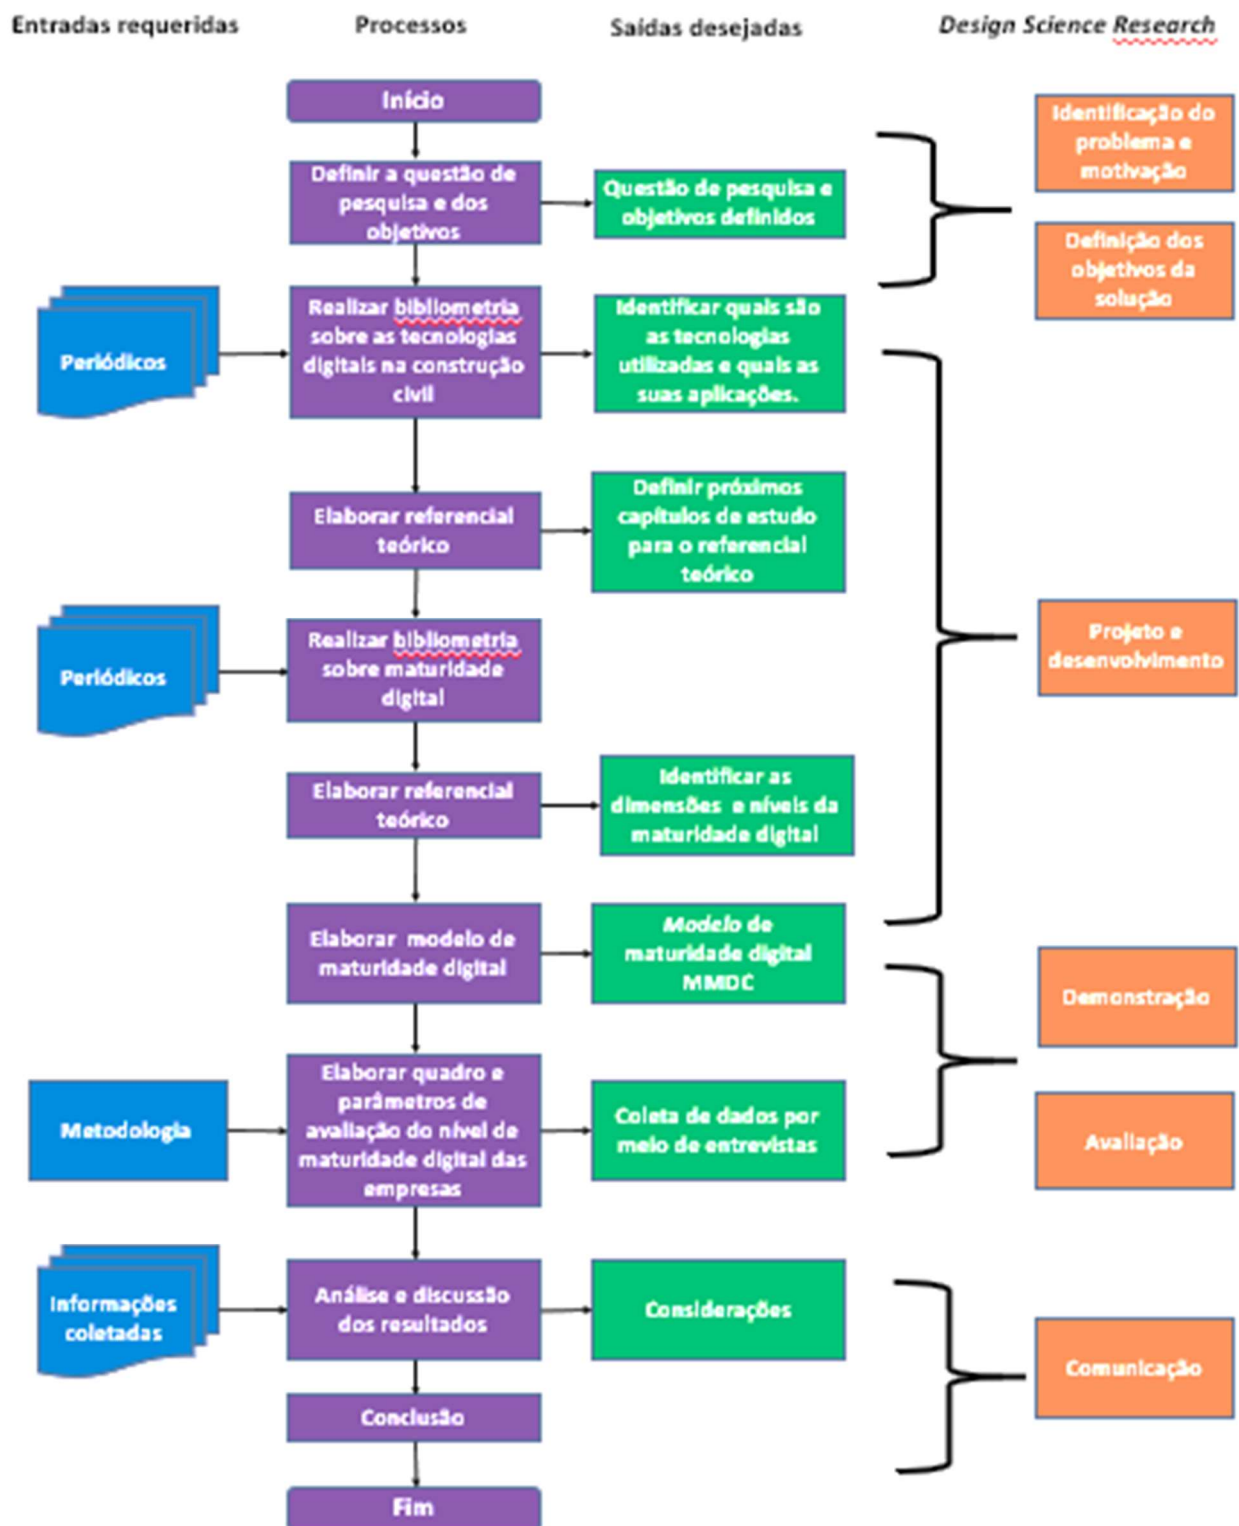 Entradas requeridas
Processos
Saídas desejadas
Design Science Research
Início
Definir a questão de
pesquisa e dos
objetivos
Questão de pesquisa e
objetivos definidos
Identificação do
problema e
motivação
Definição dos
objetivos da
solução
Periódicos
Realizar bibliometria
sobre as tecnologias
digitais na construção
civil
Identificar quais são
as tecnologias
utilizadas e quais as
suas aplicações.
Elaborar referencial
teórico
Definir próximos
capítulos de estudo
para o referencial
teórico
Periódicos
Realizar bibliometria
sobre maturidade
digital
Projeto e
desenvolvimento
Elaborar referencial
teórico
Identificar as
dimensões e níveis da
maturidade digital
Elaborar modelo de
maturidade digital
Modelo de
maturidade digital
MMDC
Demonstração
Metodologia
Elaborar quadro e
parâmetros de
avaliação do nível de
maturidade digital das
empresas
Coleta de dados por
meio de entrevistas
Avaliação
Informações
coletadas
Análise e discussão
dos resultados
Considerações
Comunicação
Conclusão
Fim